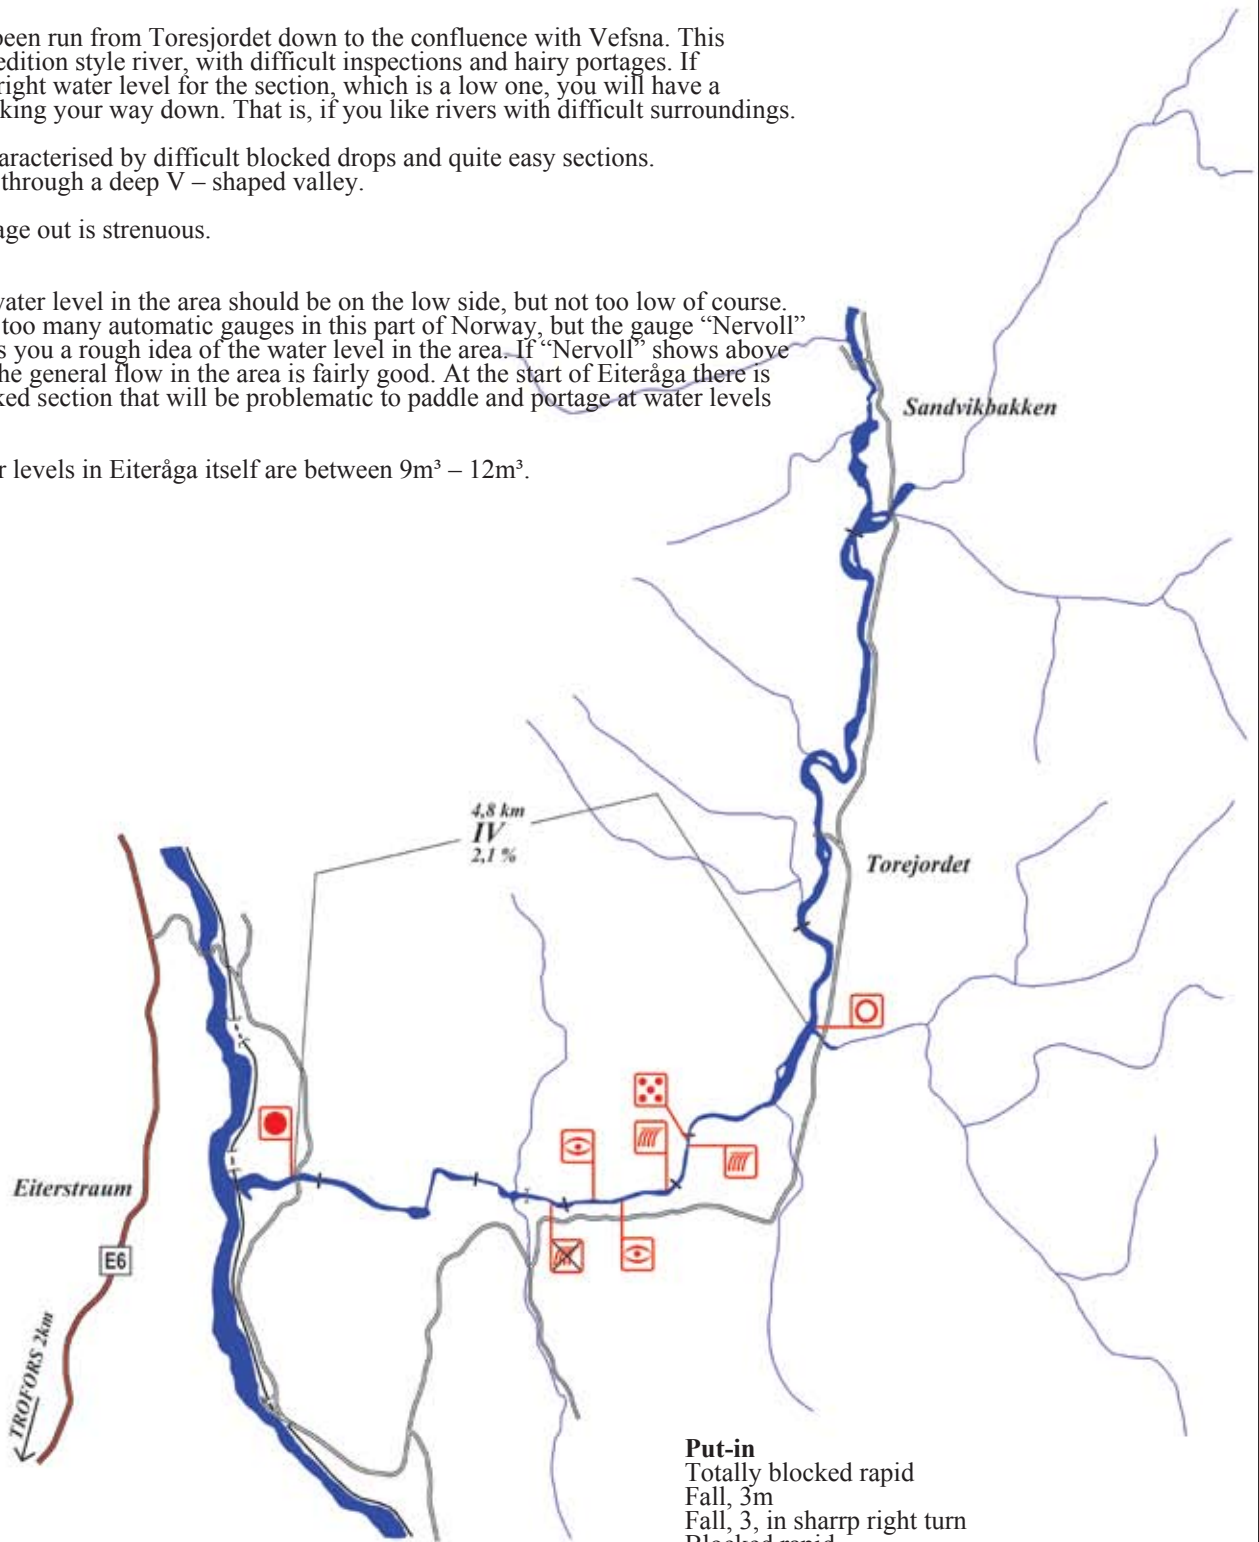 been run from Toresjordet down to the confluence with Vefsna. This
edition style river, with difficult inspections and hairy portages. If
right water level for the section, which is a low one, you will have a
king your way down. That is, if you like rivers with difficult surroundings.
aracterised by difficult blocked drops and quite easy sections.
through a deep V – shaped valley.
age out is strenuous.
vater level in the area should be on the low side, but not too low of course.
too many automatic gauges in this part of Norway, but the gauge “Nervoll”
s you a rough idea of the water level in the area. If “Nervoll” shows above
he general flow in the area is fairly good. At the start of Eiteråga there is
ked section that will be problematic to paddle and portage at water levels
r levels in Eiteråga itself are between 9m³ – 12m³.
Sandvikbakken
4,8 km
IV
2,1 %
Torejordet
Eiterstraum
E6
TROFORS 2km
Put-in
Totally blocked rapid
Fall, 3m
Fall, 3, in sharrp right turn
Blocked rapid